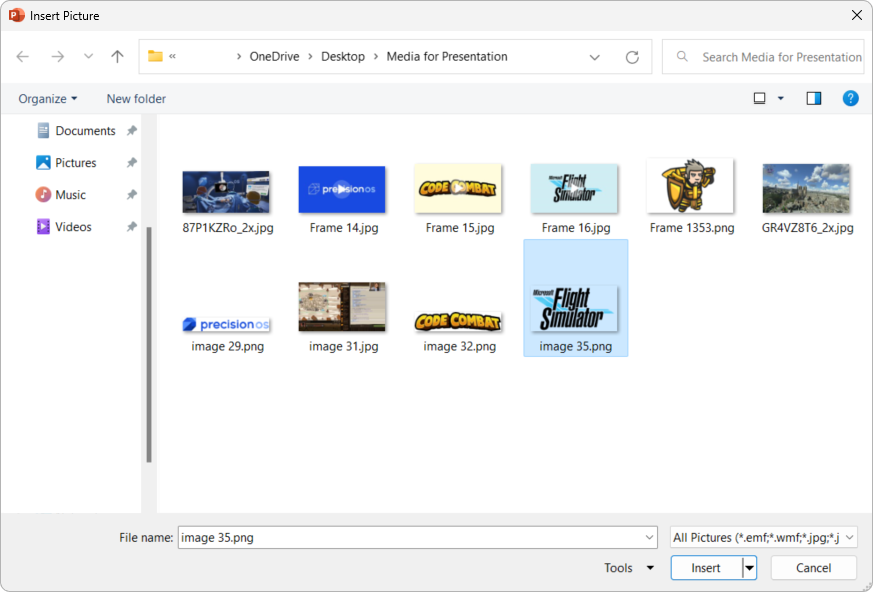 Insert Picture
« > OneDrive > Desktop > Media for Presentation
Search Media for Presentation
Organize New folder
?
Documents
Pictures
Music
Videos
precisionos
CODE COMBAT
Microsoft Flight Simulator
87P1KZRo_2x.jpg Frame 14.jpg Frame 15.jpg Frame 16.jpg Frame 1353.png GR4VZ8T6_2x.jpg
precision os
CODE COMBAT
Microsoft Flight Simulator
image 29.png image 31.jpg image 32.png image 35.png
File name: image 35.png All Pictures (*.emf;*.wmf;*.jpg;*.j
Tools Insert Cancel